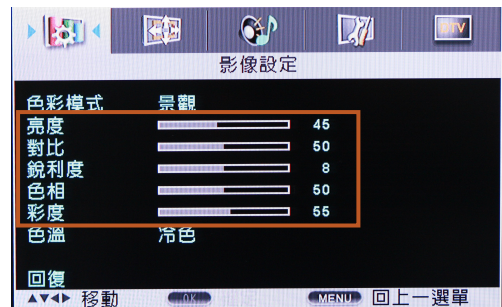 DTV
影像設定
色彩模式 景觀
亮度 45
對比 50
銳利度 8
色相 50
彩度 55
色溫 冷色
回復
▲▼◀▶ 移動 OK MENU 回上一選單